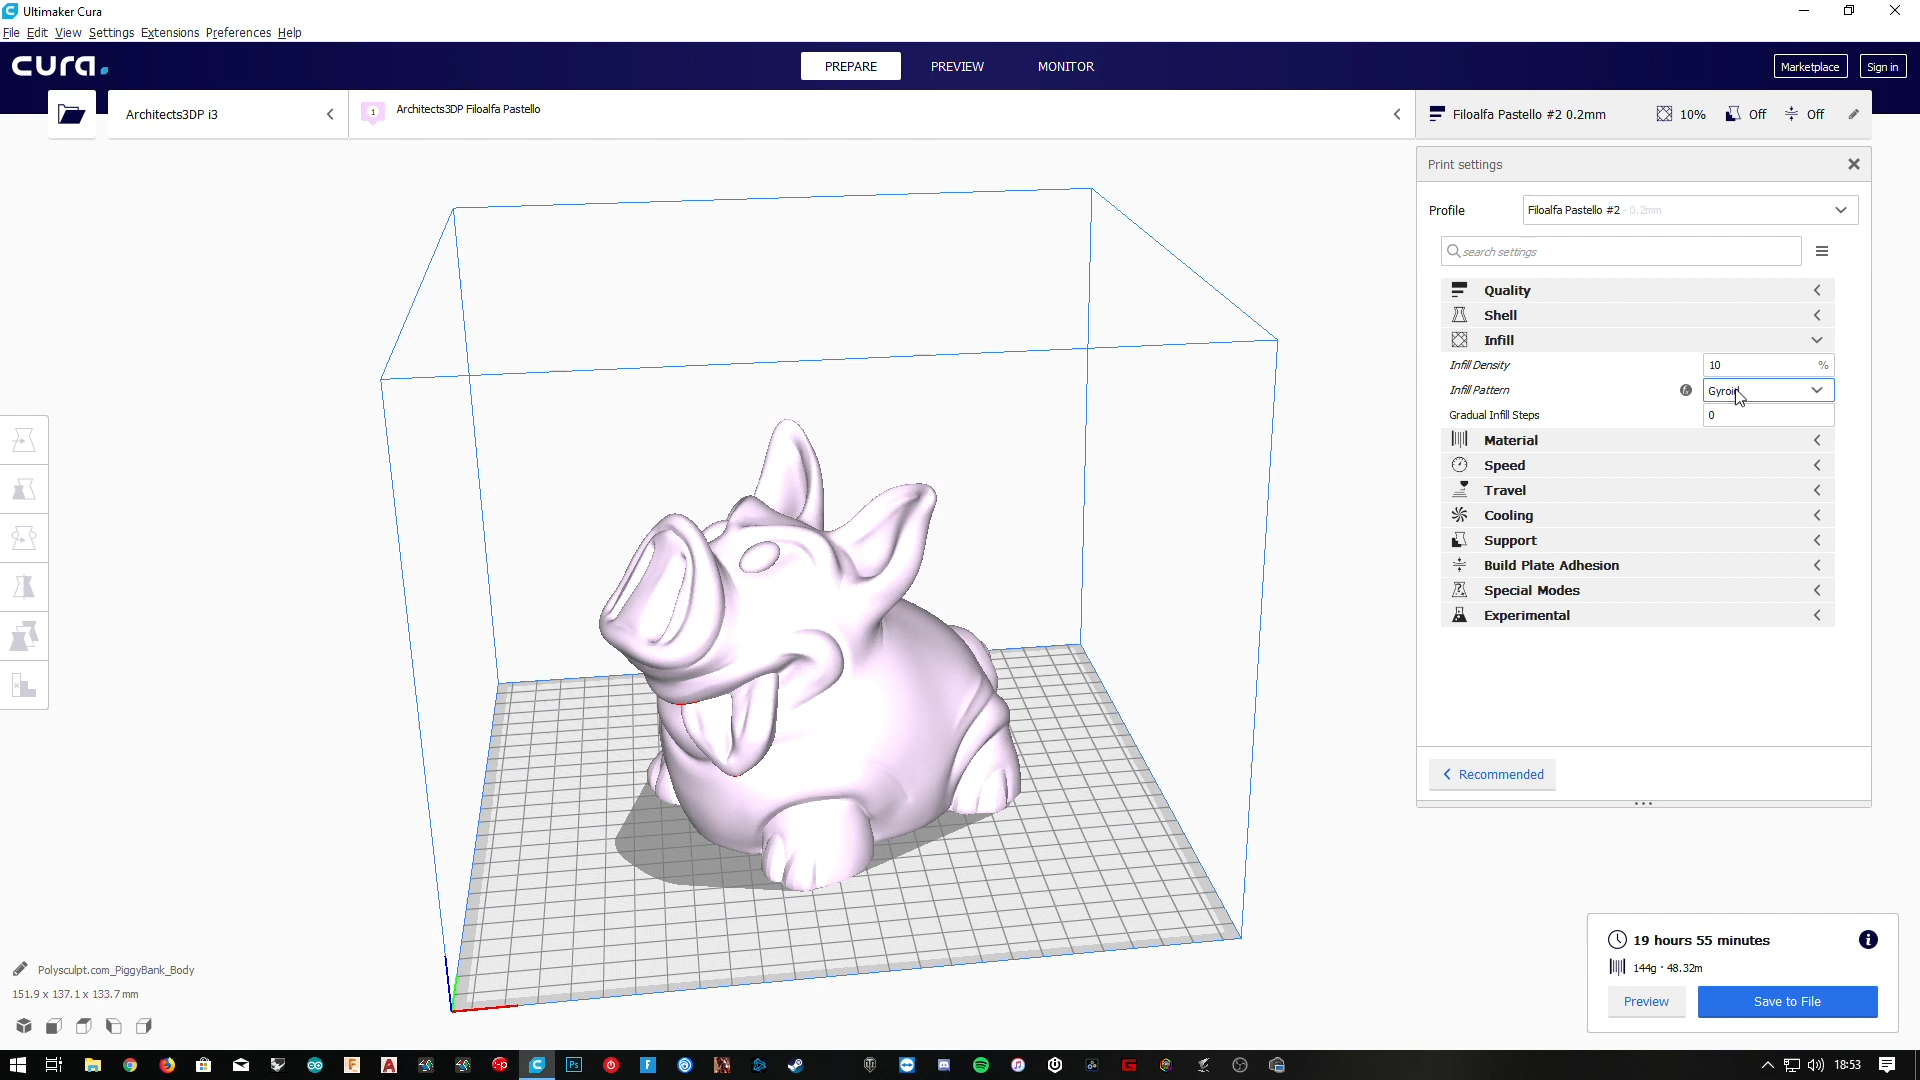 Ultimaker Cura
File Edit View Settings Extensions Preferences Help
cura.
PREPARE PREVIEW MONITOR
Marketplace Sign in
Architects3DP i3
1 Architects3DP Filoalfa Pastello
Filoalfa Pastello #2 0.2mm 10% Off Off
Print settings
Profile Filoalfa Pastello #2 - 0.2mm
search settings
Quality
Shell
Infill
Infill Density 10 %
Infill Pattern Gyroid
Gradual Infill Steps 0
Material
Speed
Travel
Cooling
Support
Build Plate Adhesion
Special Modes
Experimental
Recommended
19 hours 55 minutes
144g · 48.32m
Preview Save to File
Polysculpt.com_PiggyBank_Body
151.9 x 137.1 x 133.7 mm
18:53